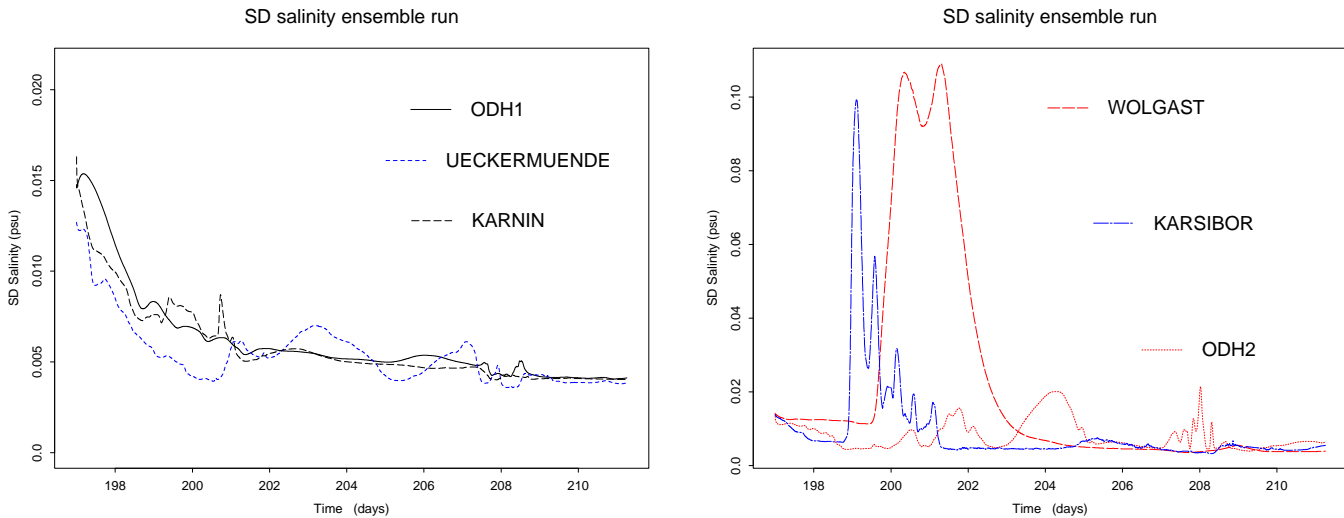 SD salinity ensemble run
0.020
0.015
0.010
0.005
0.0
SD Salinity (psu)
ODH1
UECKERMUENDE
KARNIN
198 200 202 204 206 208 210
Time (days)
SD salinity ensemble run
0.10
0.08
0.06
0.04
0.02
0.0
SD Salinity (psu)
WOLGAST
KARSIBOR
ODH2
198 200 202 204 206 208 210
Time (days)